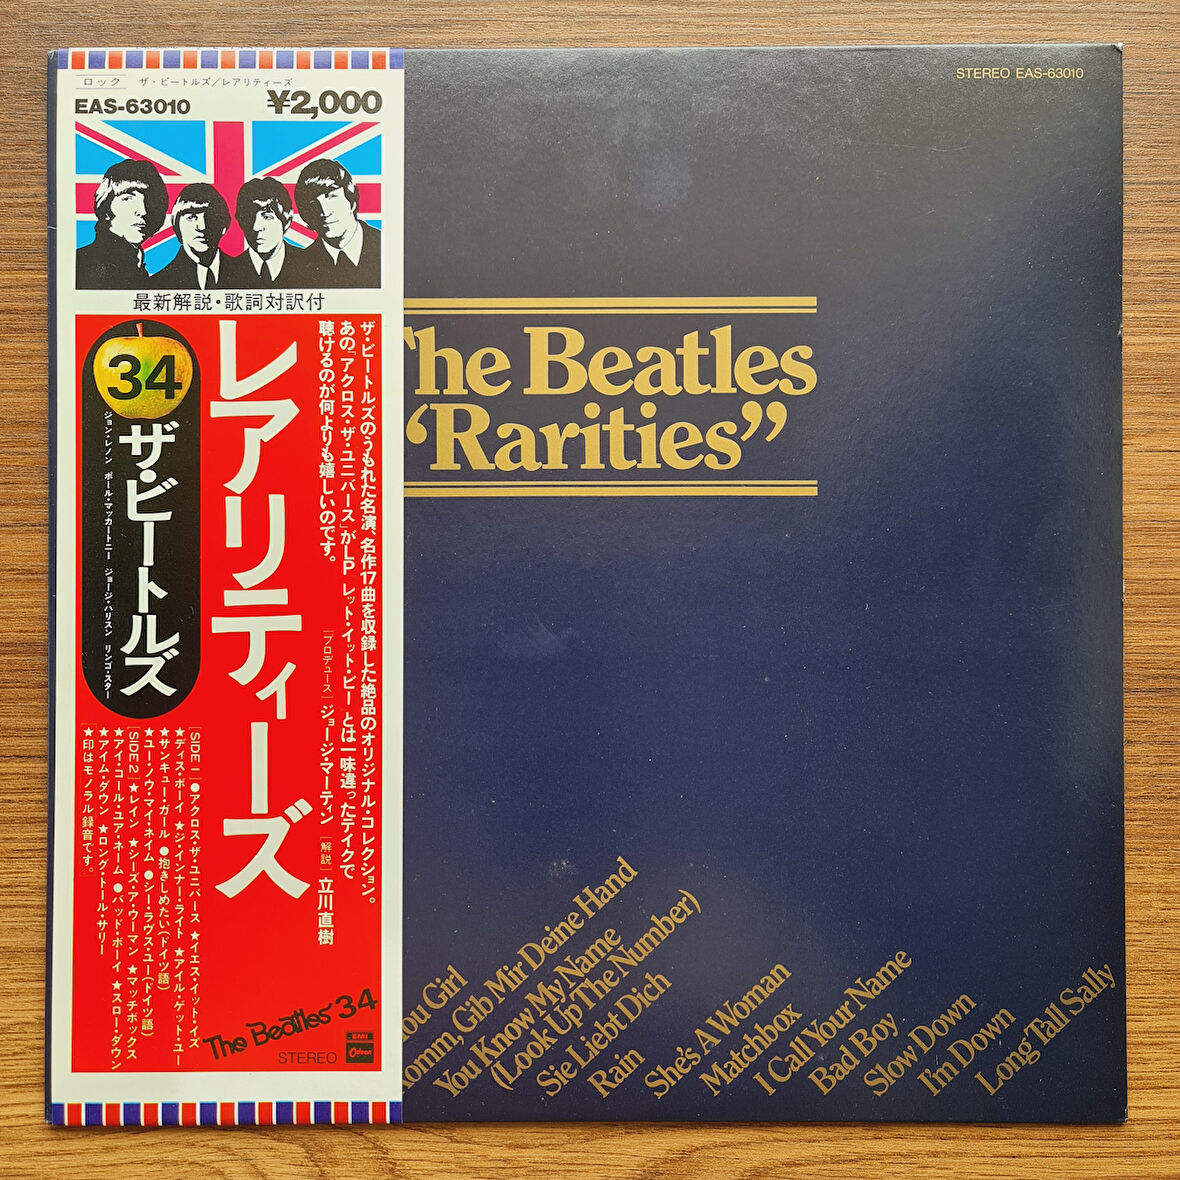 ロック ザ・ビートルズ/レアリティーズ
EAS-63010 ¥2,000
最新解説・歌詞対訳付
34
ザ・ビートルズ
ジョン・レノン ポール・マッカートニー ジョージ・ハリスン リンゴ・スター
レアリティーズ
ザ・ビートルズのうもれた名演、名作17曲を収録した絶品のオリジナル・コレクション。
あの「アクロス・ザ・ユニバース」がLP レット・イット・ビー」とは一味違ったテイクで
聴けるのが何よりも嬉しいのです。
[プロデュース] ジョージ・マーティン [解説] 立川直樹
[SIDE 1] ●アクロス・ザ・ユニバース ★イエス・イット・イズ
★ディス・ボーイ ★ジ・インナー・ライト ★アイル・ゲット・ユー
★サンキュー・ガール ●抱きしめたい(ドイツ語)
★ユー・ノウ・マイ・ネイム ●シー・ラヴス・ユー(ドイツ語)
[SIDE 2] ★レイン ★シーズ・ア・ウーマン ★マッチボックス
★アイ・コール・ユア・ネーム ●バッド・ボーイ ★スロー・ダウン
★アイム・ダウン ★ロング・トール・サリー
[★印はモノラル録音です。]
The Beatles 34
STEREO
EMI
Odeon
STEREO EAS-63010
The Beatles
“Rarities”
ou Girl
omm, Gib Mir Deine Hand
You Know My Name
(Look Up The Number)
Sie Liebt Dich
Rain
She's A Woman
Matchbox
I Call Your Name
Bad Boy
Slow Down
I'm Down
Long Tall Sally